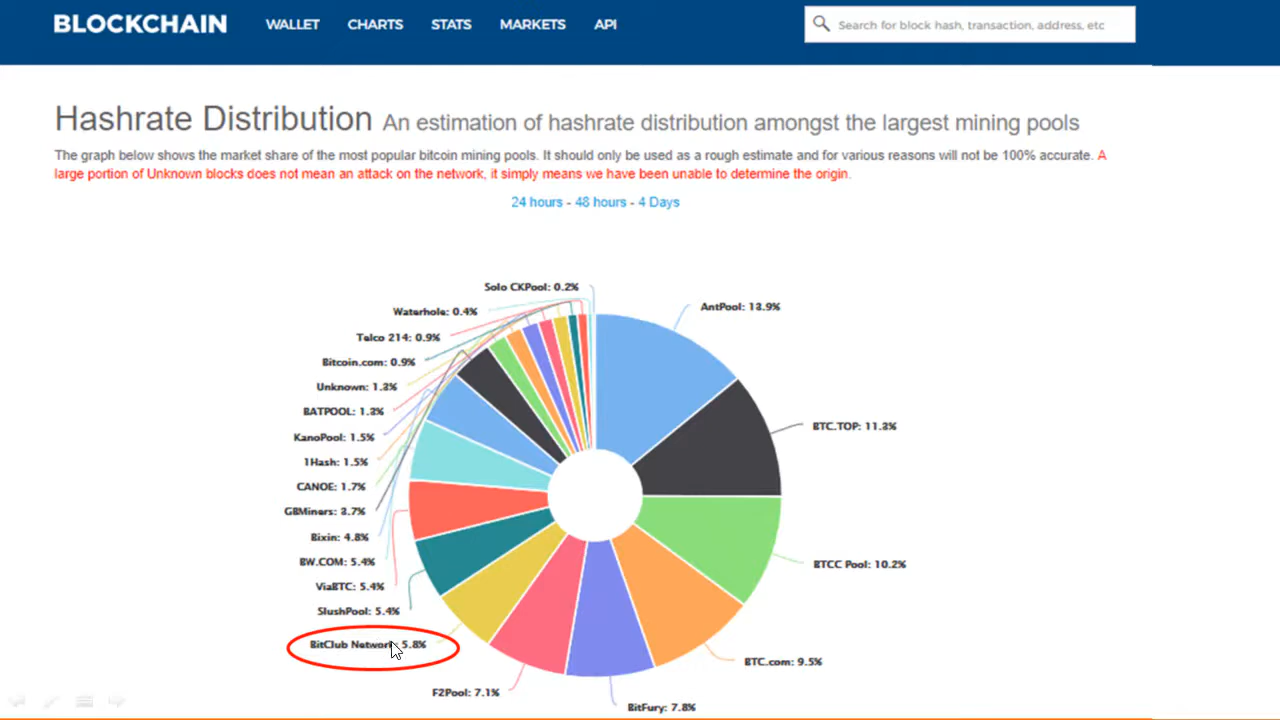 BLOCKCHAIN WALLET CHARTS STATS MARKETS API Search for block hash, transaction, address, etc
Hashrate Distribution An estimation of hashrate distribution amongst the largest mining pools
The graph below shows the market share of the most popular bitcoin mining pools. It should only be used as a rough estimate and for various reasons will not be 100% accurate. A
large portion of Unknown blocks does not mean an attack on the network, it simply means we have been unable to determine the origin.
24 hours - 48 hours - 4 Days
Solo CKPool: 0.2%
AntPool: 13.9%
Waterhole: 0.4%
Telco 214: 0.9%
Bitcoin.com: 0.9%
Unknown: 1.3%
BATPOOL: 1.3%
BTC.TOP: 11.3%
KanoPool: 1.5%
1Hash: 1.5%
CANOE: 1.7%
GBMiners: 3.7%
Bixin: 4.8%
BW.COM: 5.4%
BTCC Pool: 10.2%
ViaBTC: 5.4%
SlushPool: 5.4%
BitClub Network: 5.8%
BTC.com: 9.5%
F2Pool: 7.1%
BitFury: 7.8%